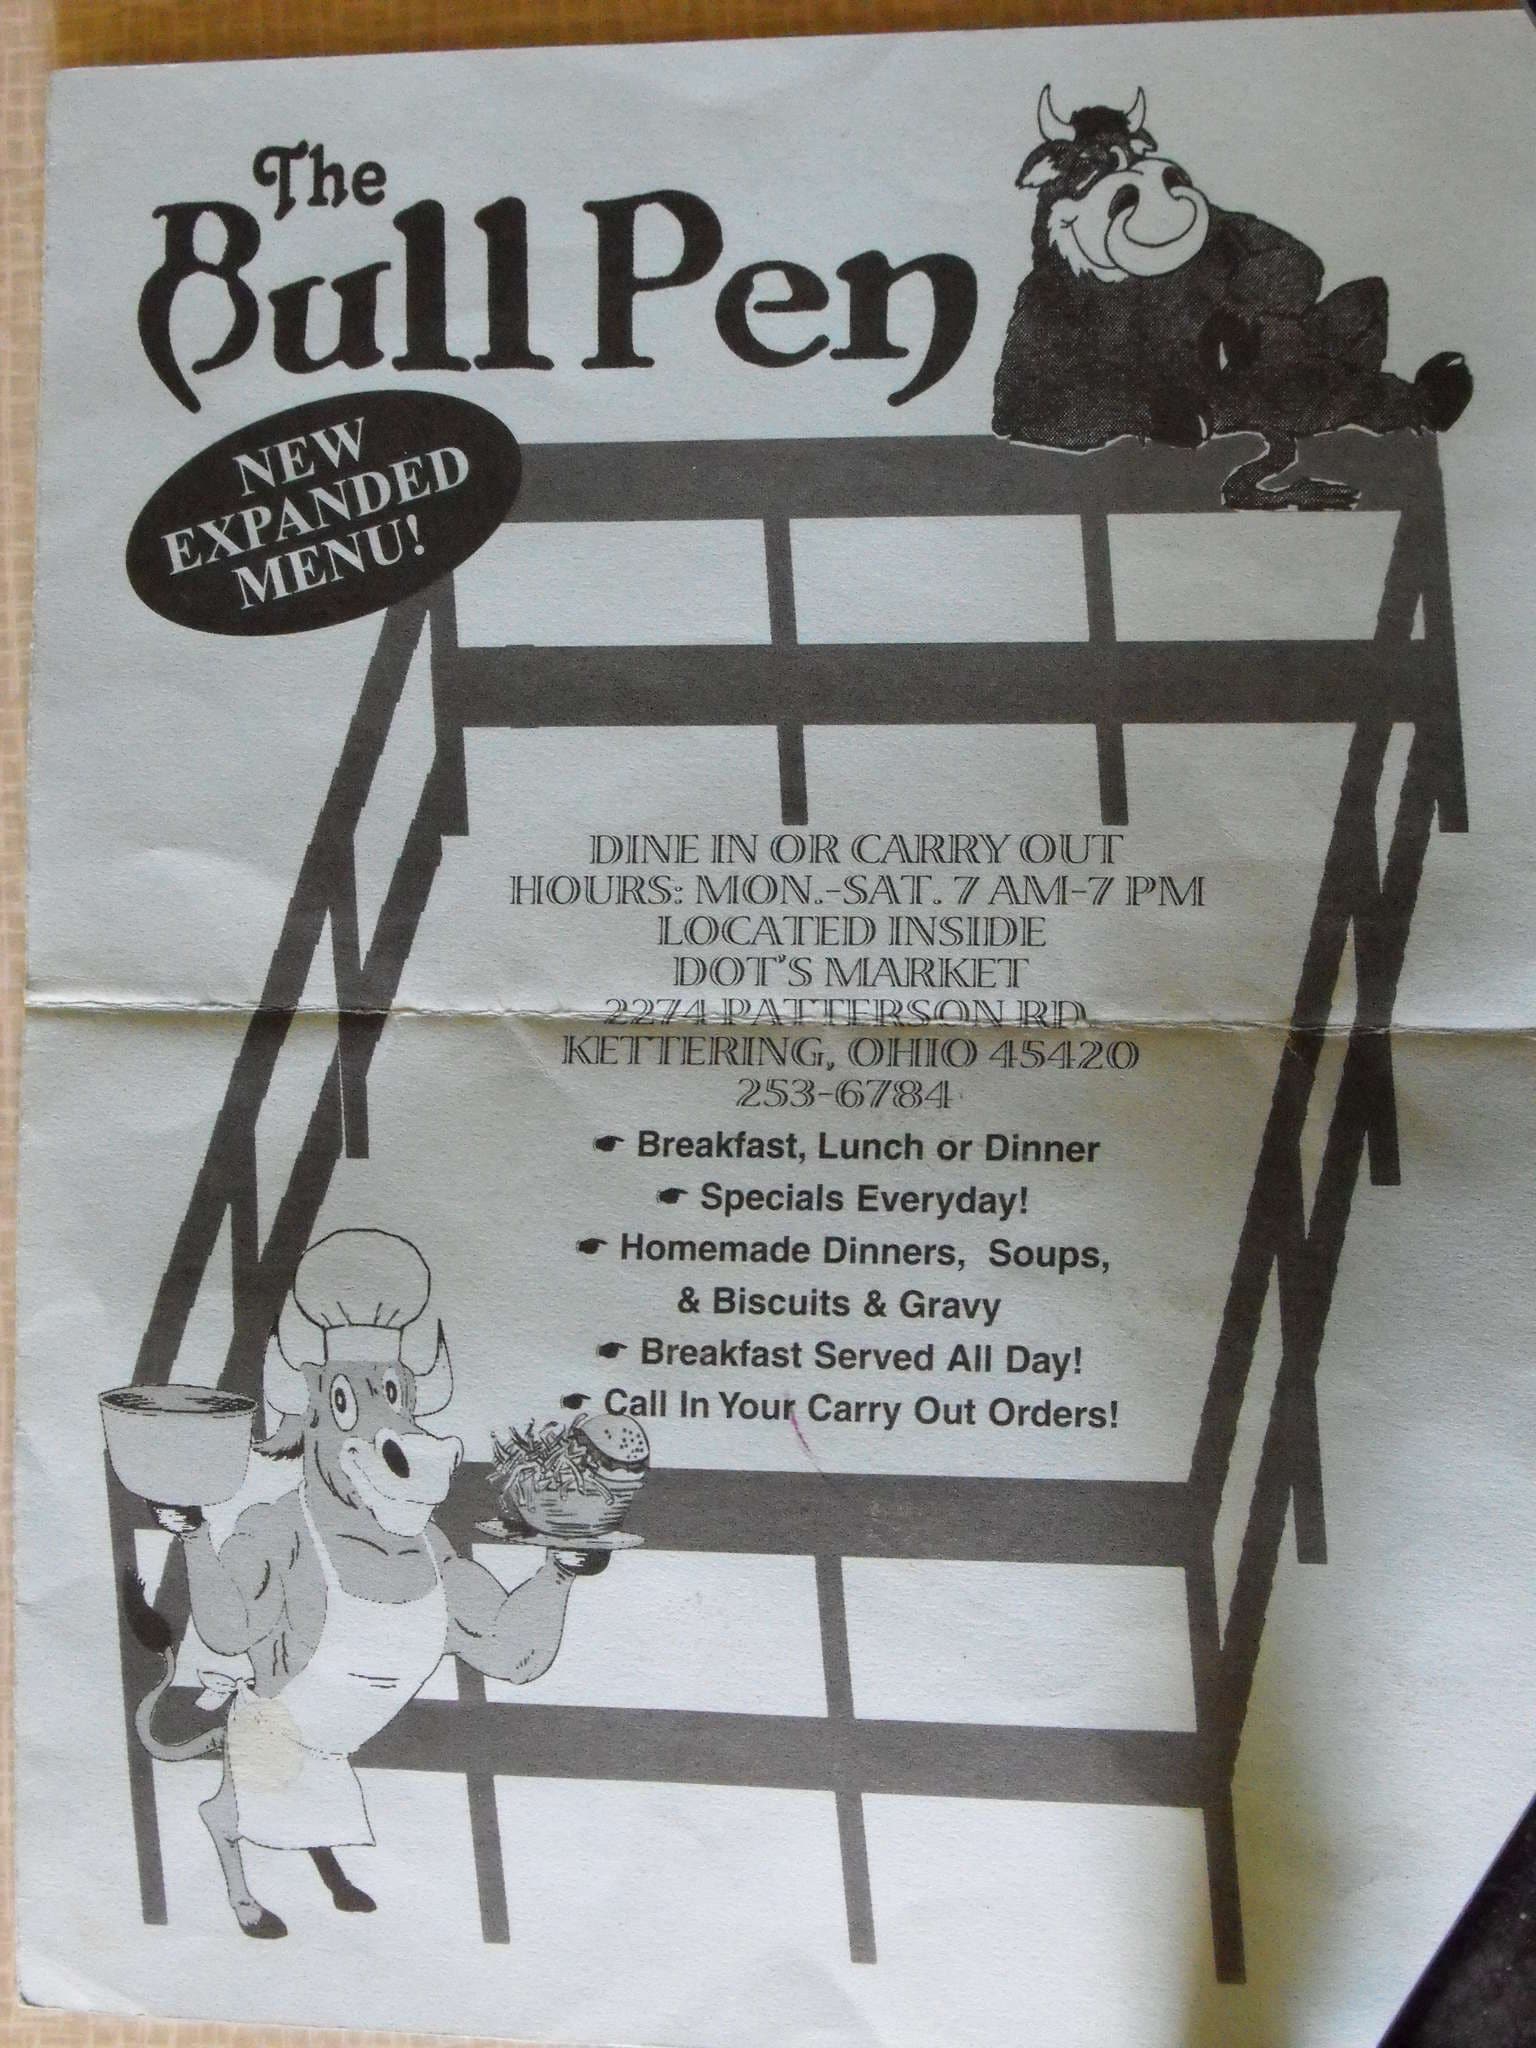 The
Bull Pen
NEW
EXPANDED
MENU!
DINE IN OR CARRY OUT
HOURS: MON.-SAT. 7 AM-7 PM
LOCATED INSIDE
DOT'S MARKET
2274 PATTERSON RD.
KETTERING, OHIO 45420
253-6784
☛ Breakfast, Lunch or Dinner
☛ Specials Everyday!
☛ Homemade Dinners, Soups,
& Biscuits & Gravy
☛ Breakfast Served All Day!
☛ Call In Your Carry Out Orders!